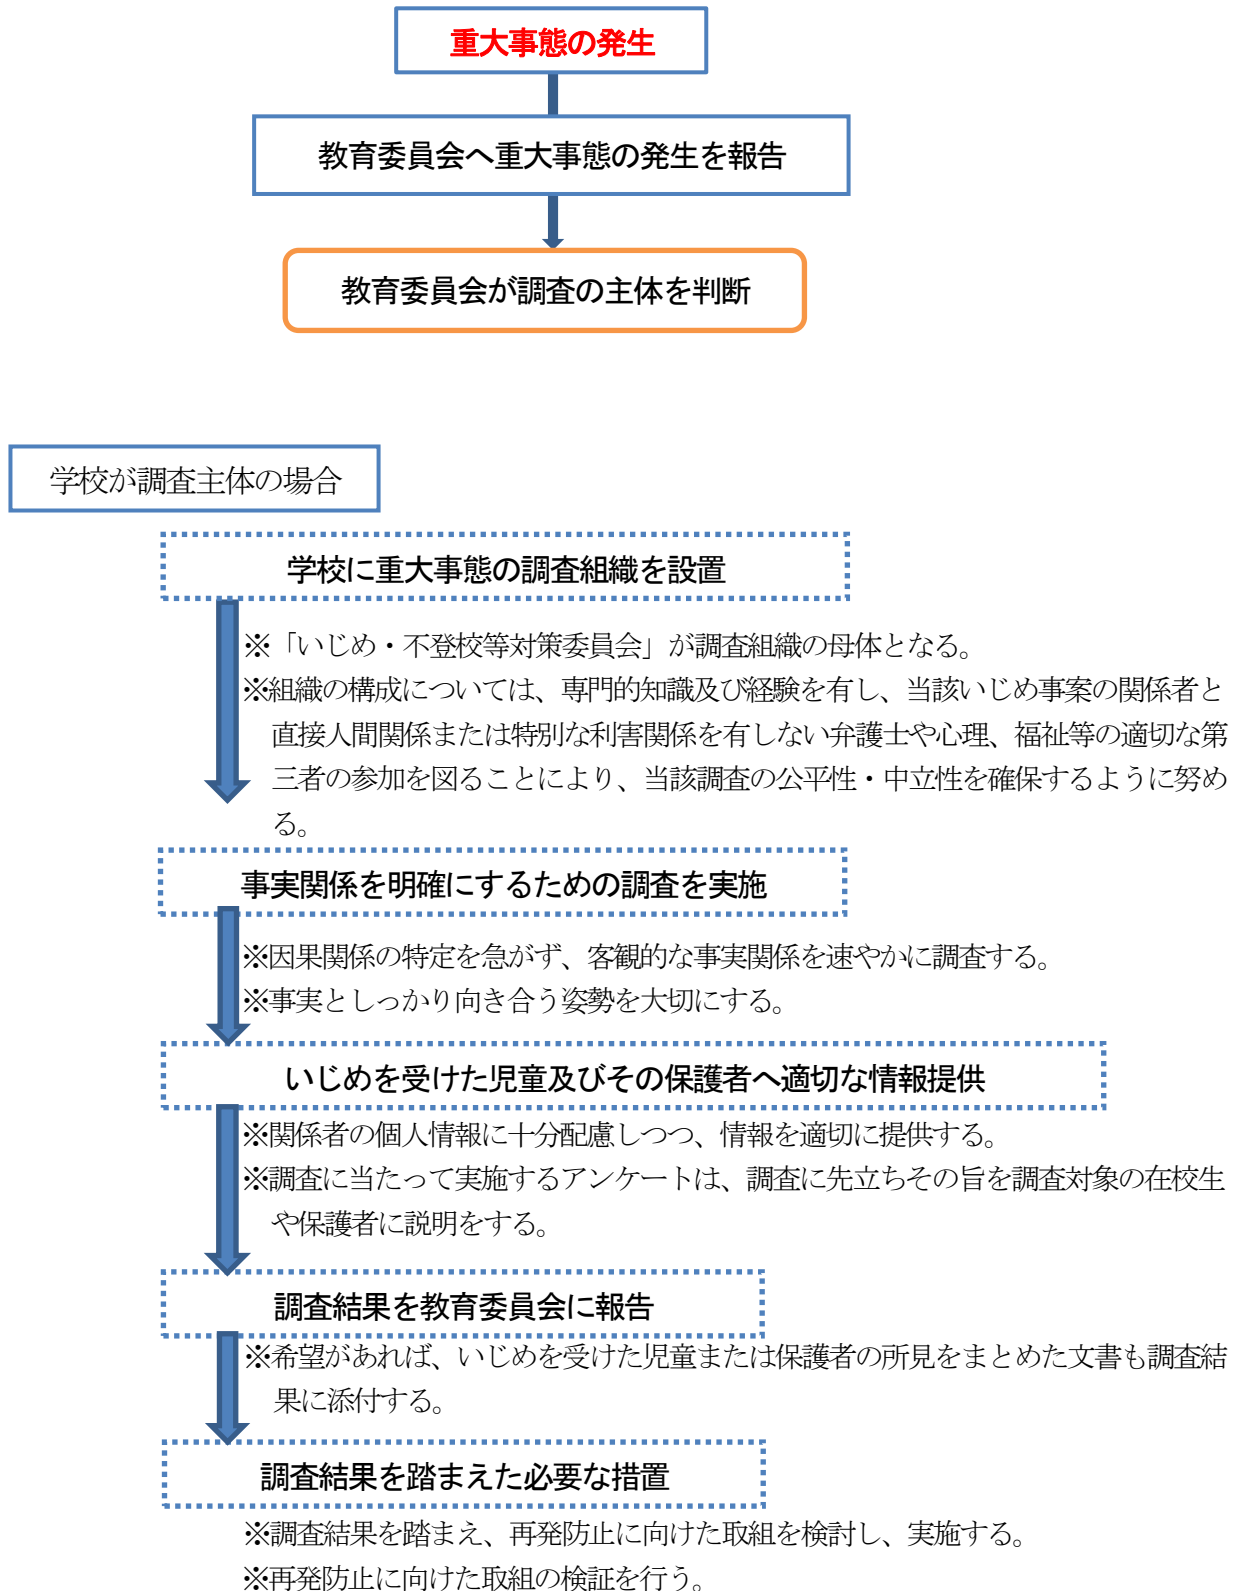 重大事態の発生
教育委員会へ重大事態の発生を報告
教育委員会が調査の主体を判断
学校が調査主体の場合
学校に重大事態の調査組織を設置
※「いじめ・不登校等対策委員会」が調査組織の母体となる。
※組織の構成については、専門的知識及び経験を有し、当該いじめ事案の関係者と
直接人間関係または特別な利害関係を有しない弁護士や心理、福祉等の適切な第
三者の参加を図ることにより、当該調査の公平性・中立性を確保するように努め
る。
事実関係を明確にするための調査を実施
※因果関係の特定を急がず、客観的な事実関係を速やかに調査する。
※事実としっかり向き合う姿勢を大切にする。
いじめを受けた児童及びその保護者へ適切な情報提供
※関係者の個人情報に十分配慮しつつ、情報を適切に提供する。
※調査に当たって実施するアンケートは、調査に先立ちその旨を調査対象の在校生
や保護者に説明をする。
調査結果を教育委員会に報告
※希望があれば、いじめを受けた児童または保護者の所見をまとめた文書も調査結
果に添付する。
調査結果を踏まえた必要な措置
※調査結果を踏まえ、再発防止に向けた取組を検討し、実施する。
※再発防止に向けた取組の検証を行う。